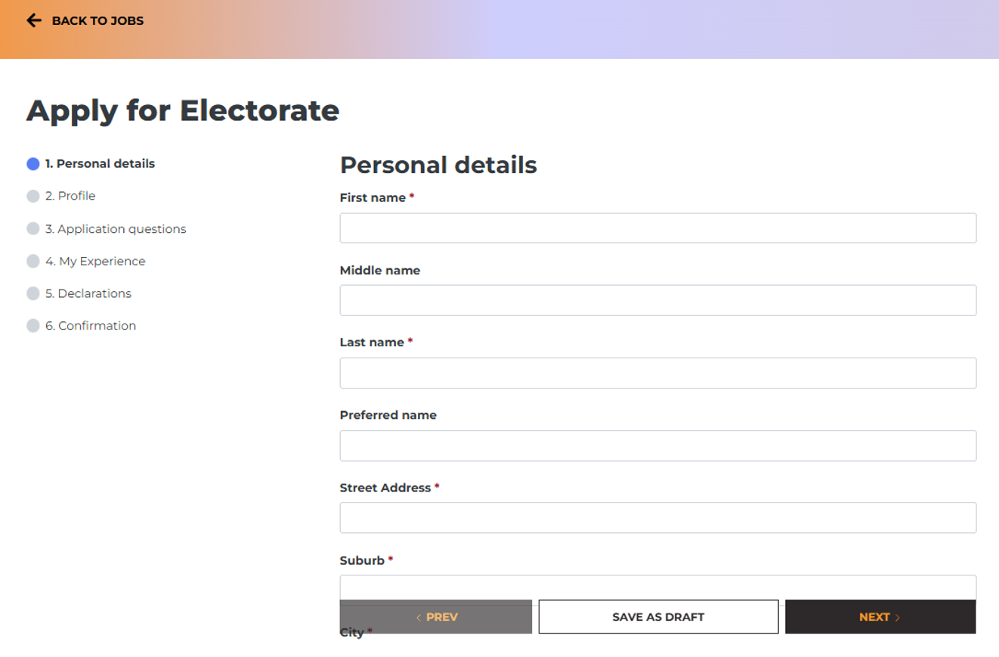 BACK TO JOBS
Apply for Electorate
1. Personal details
2. Profile
3. Application questions
4. My Experience
5. Declarations
6. Confirmation
Personal details
First name *
Middle name
Last name *
Preferred name
Street Address *
Suburb *
PREV
SAVE AS DRAFT
NEXT
City *